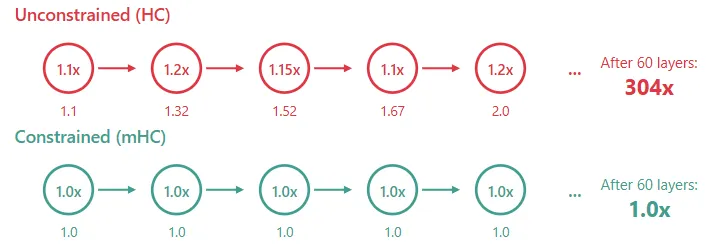 Unconstrained (HC)
1.1x 1.2x 1.15x 1.1x 1.2x ... After 60 layers:
304x
1.1 1.32 1.52 1.67 2.0
Constrained (mHC)
1.0x 1.0x 1.0x 1.0x 1.0x ... After 60 layers:
1.0x
1.0 1.0 1.0 1.0 1.0